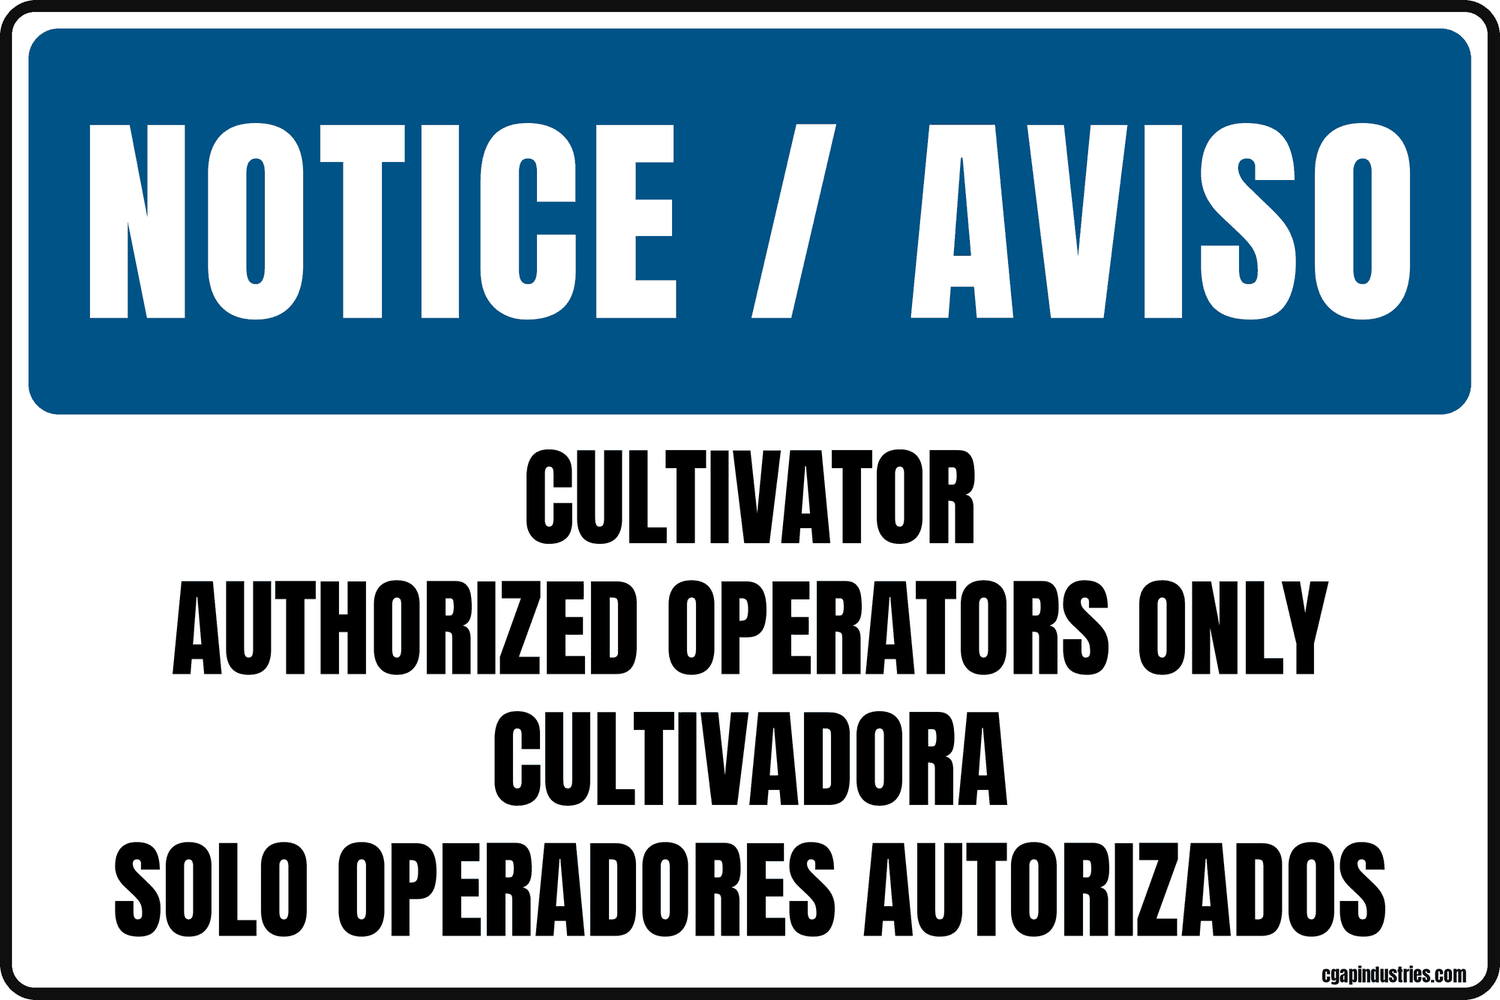 NOTICE / AVISO
CULTIVATOR
AUTHORIZED OPERATORS ONLY
CULTIVADORA
SOLO OPERADORES AUTORIZADOS
cgapindustries.com